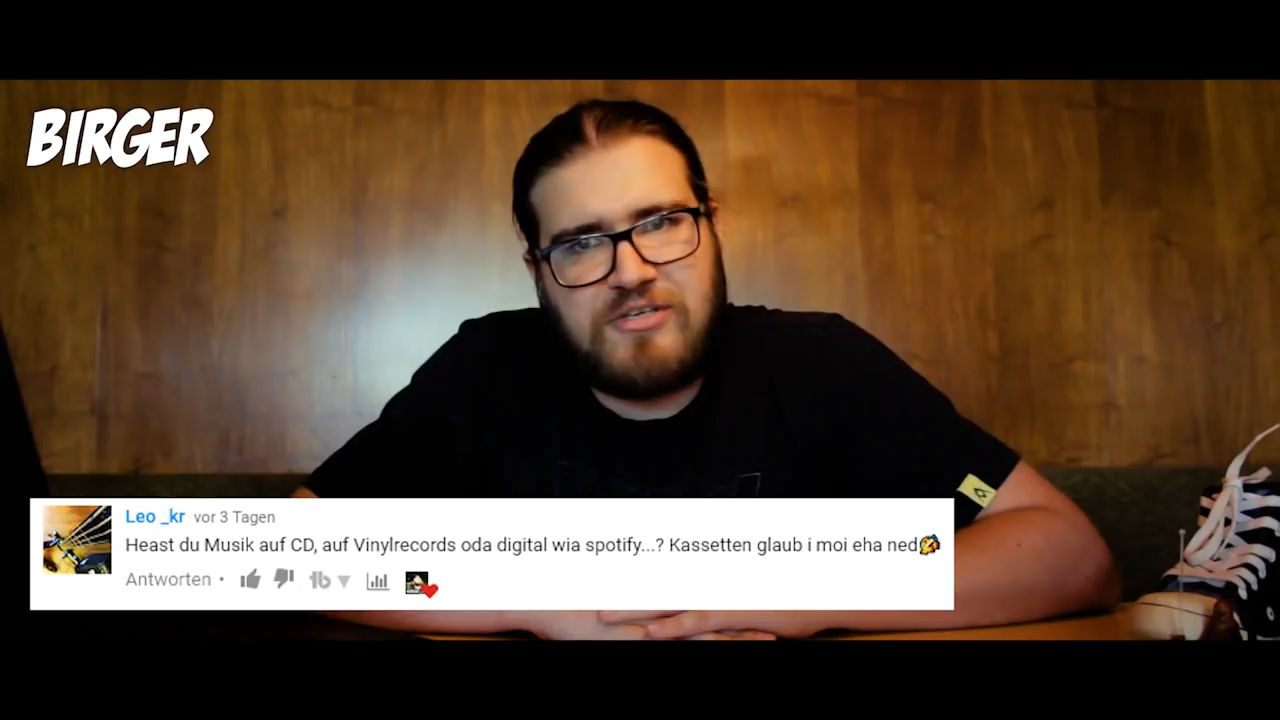 BIRGER
Leo _kr vor 3 Tagen
Heast du Musik auf CD, auf Vinylrecords oda digital wia spotify...? Kassetten glaub i moi eha ned
Antworten •